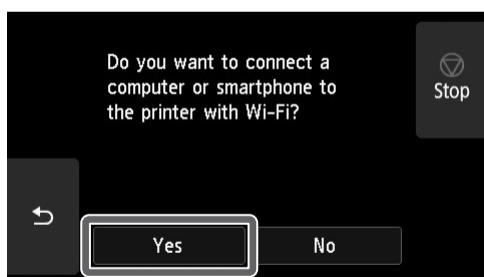 Do you want to connect a
computer or smartphone to
the printer with Wi-Fi?
Stop
Yes
No